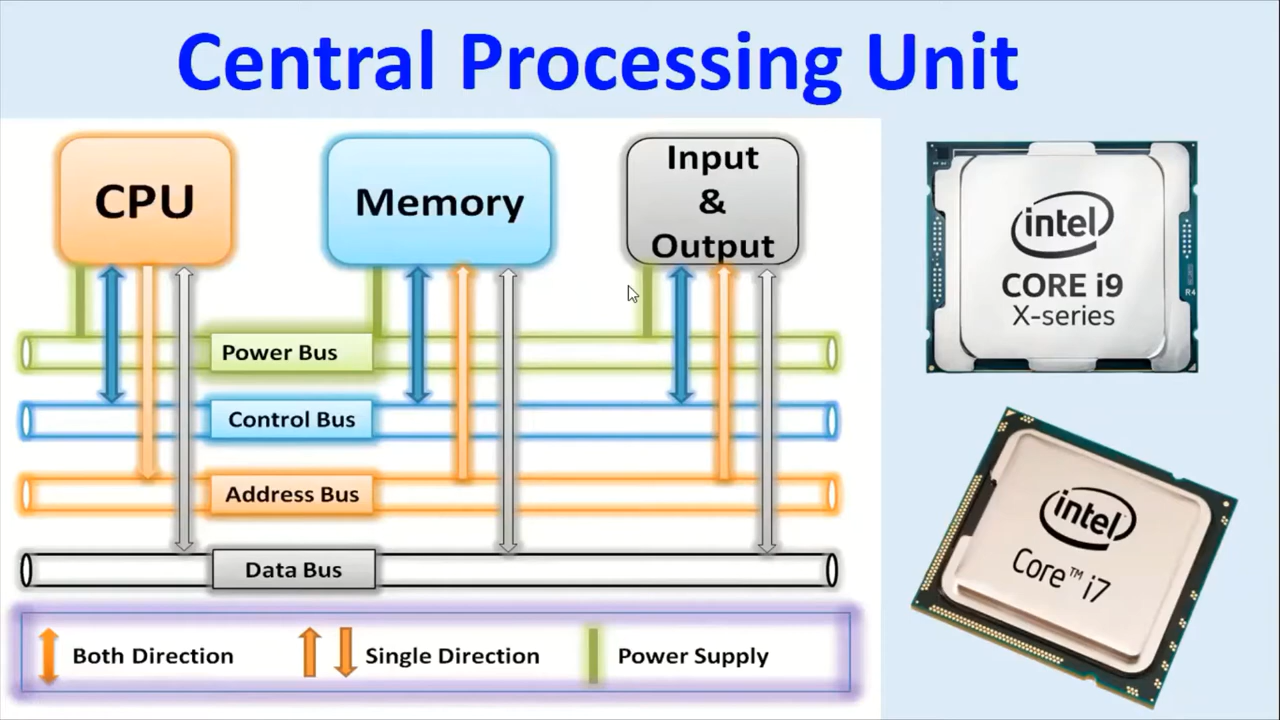 Central Processing Unit
CPU
Memory
Input
&
Output
Power Bus
Control Bus
Address Bus
Data Bus
Both Direction
Single Direction
Power Supply
intel
CORE i9
X-series
R4
intel
Core™ i7